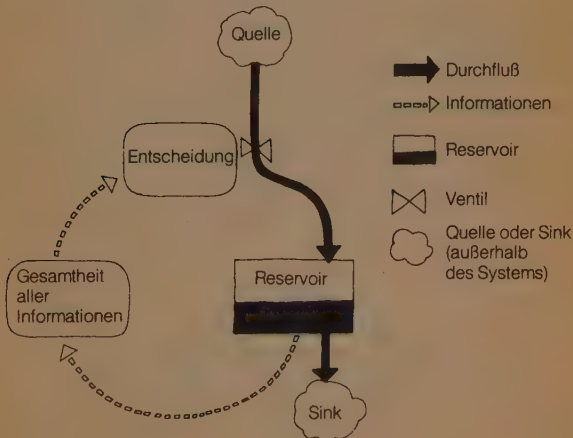 Quelle
Entscheidung
Gesamtheit
aller
Informationen
Reservoir
Sink
Durchfluß
Informationen
Reservoir
Ventil
Quelle oder Sink
(außerhalb
des Systems)